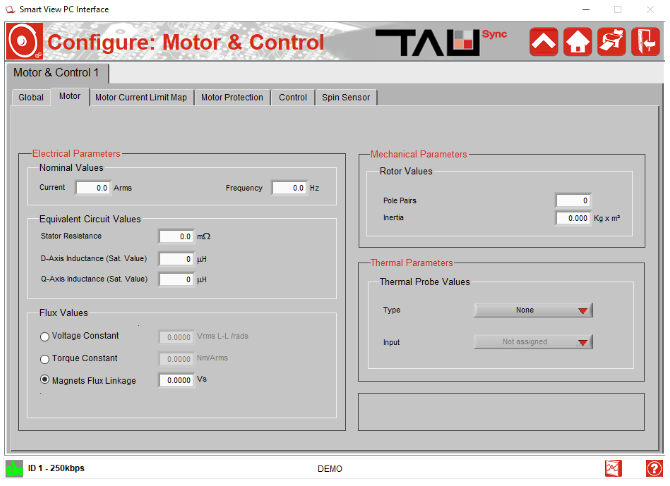 Smart View PC Interface
Configure: Motor & Control
TAU Sync
Motor & Control 1
Global Motor Motor Current Limit Map Motor Protection Control Spin Sensor
Electrical Parameters
Nominal Values
Current 0.0 Arms Frequency 0.0 Hz
Equivalent Circuit Values
Stator Resistance 0.0 mΩ
D-Axis Inductance (Sat. Value) 0 µH
Q-Axis Inductance (Sat. Value) 0 µH
Flux Values
Voltage Constant 0.0000 Vrms L-L /rads
Torque Constant 0.0000 Nm/Arms
Magnets Flux Linkage 0.0000 Vs
Mechanical Parameters
Rotor Values
Pole Pairs 0
Inertia 0.000 Kg x m²
Thermal Parameters
Thermal Probe Values
Type None
Input Not assigned
ID 1 - 250kbps DEMO